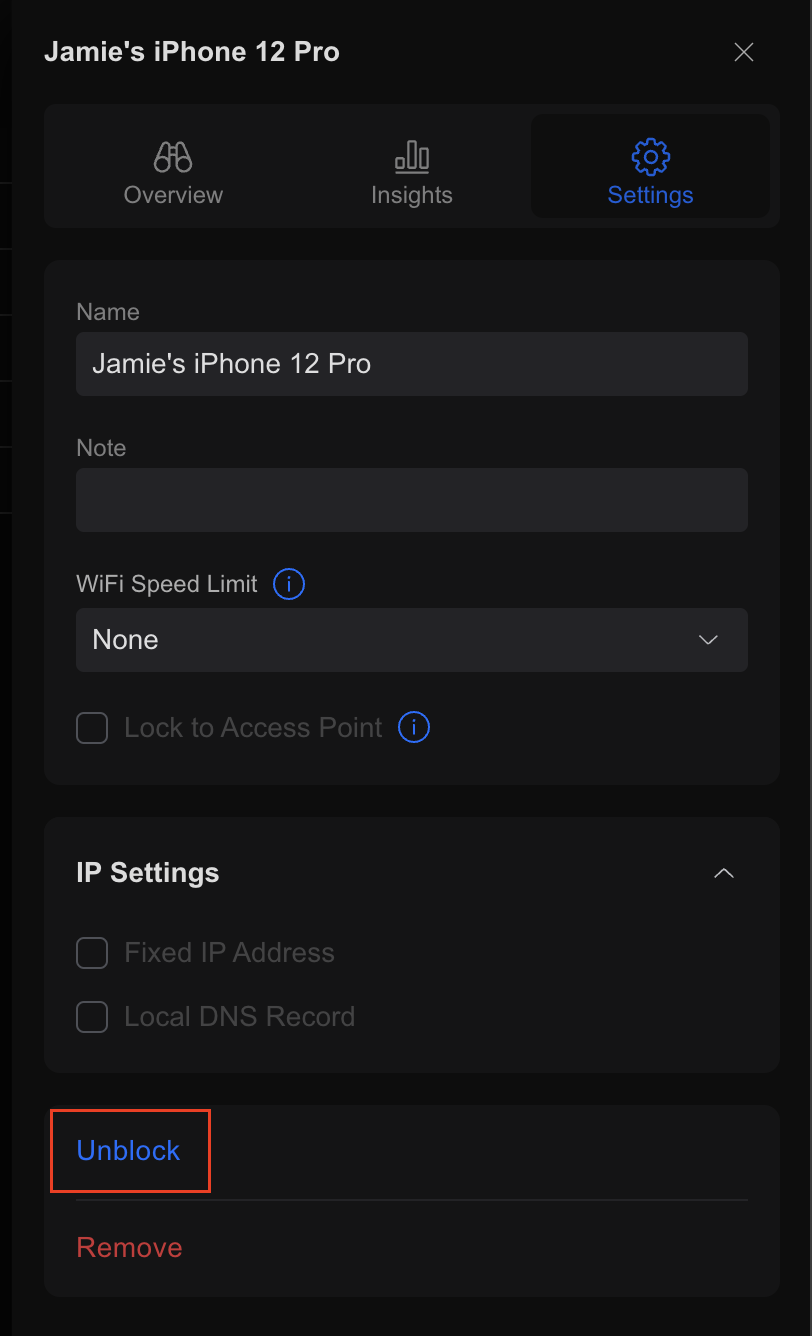 Jamie's iPhone 12 Pro
Overview
Insights
Settings
Name
Jamie's iPhone 12 Pro
Note
WiFi Speed Limit
None
Lock to Access Point
IP Settings
Fixed IP Address
Local DNS Record
Unblock
Remove